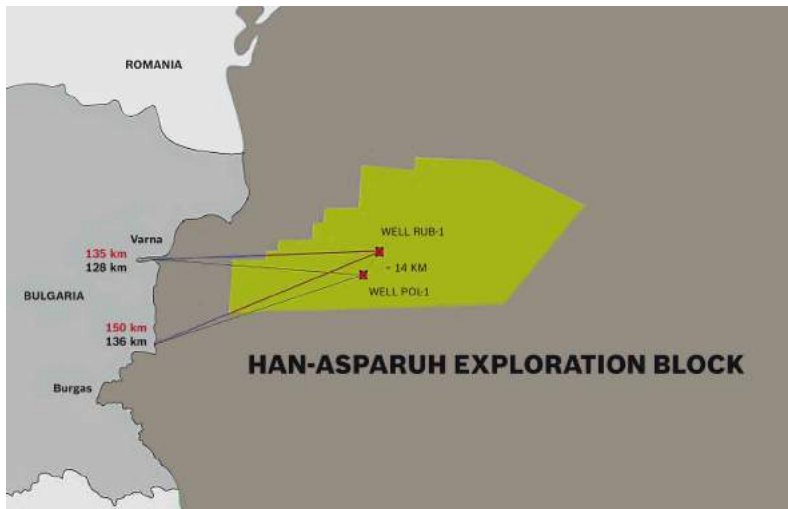 ROMANIA
Varna
135 km
128 km
WELL RUB-1
~ 14 KM
WELL POL-1
BULGARIA
150 km
136 km
HAN-ASPARUH EXPLORATION BLOCK
Burgas